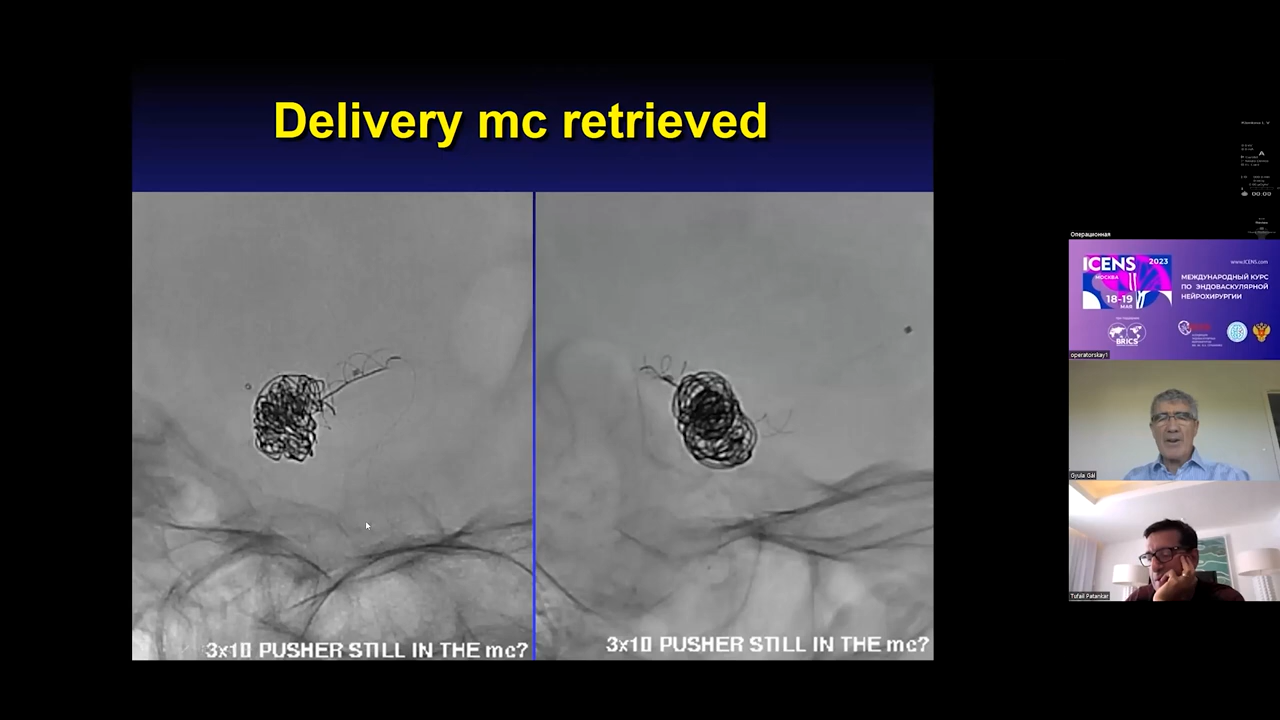 Delivery mc retrieved
3x10 PUSHER STILL IN THE mc?
3x10 PUSHER STILL IN THE mc?
Операционная
ICENS 2023
МОСКВА
18-19
МАЯ
www.ICENS.com
МЕЖДУНАРОДНЫЙ КУРС
ПО ЭНДОВАСКУЛЯРНОЙ
НЕЙРОХИРУРГИИ
BRICS
operatorskay1
Gyula Gál
Tufail Patankar